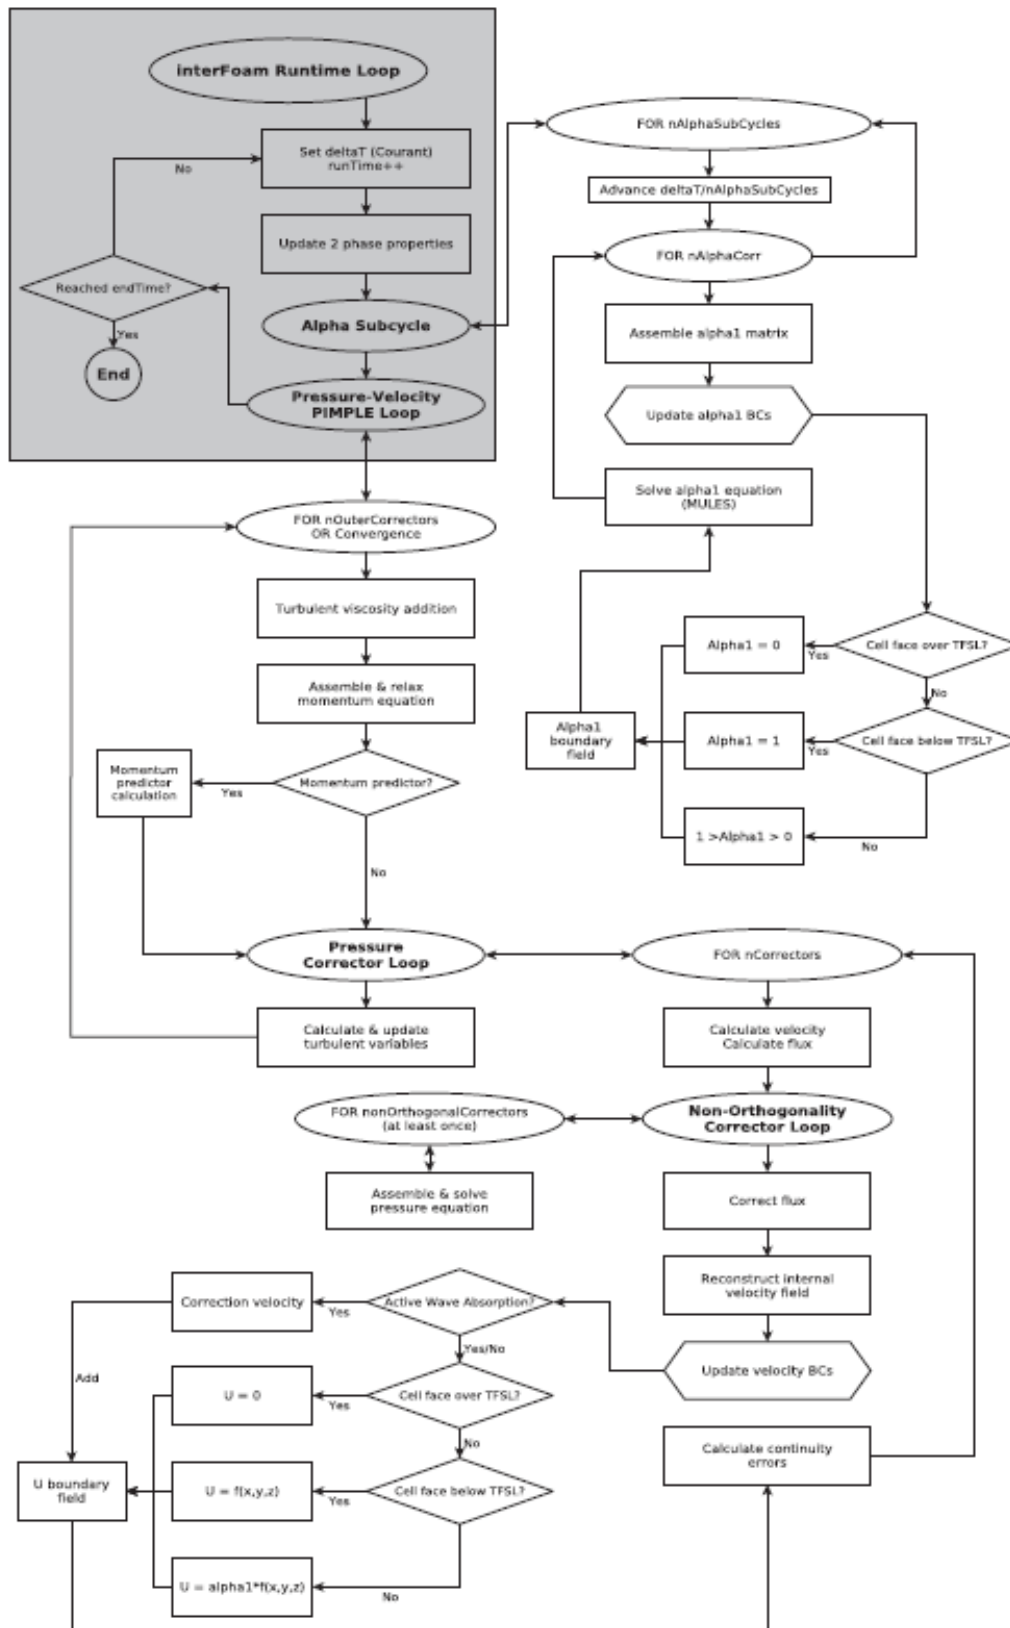 interFoam Runtime Loop
Set deltaT (Courant)
runTime++
No
Update 2 phase properties
Reached endTime?
Yes
End
Alpha Subcycle
Pressure-Velocity
PIMPLE Loop
FOR nAlphaSubCycles
Advance deltaT/nAlphaSubCycles
FOR nAlphaCorr
Assemble alpha1 matrix
Update alpha1 BCs
Solve alpha1 equation
(MULES)
Cell face over TFSL?
Yes
Alpha1 = 0
No
Cell face below TFSL?
Yes
Alpha1 = 1
Alpha1
boundary
field
No
1 >Alpha1 > 0
FOR nOuterCorrectors
OR Convergence
Turbulent viscosity addition
Assemble & relax
momentum equation
Momentum predictor?
Yes
Momentum
predictor
calculation
No
Pressure
Corrector Loop
Calculate & update
turbulent variables
FOR nCorrectors
Calculate velocity
Calculate flux
Non-Orthogonality
Corrector Loop
FOR nonOrthogonalCorrectors
(at least once)
Assemble & solve
pressure equation
Correct flux
Reconstruct internal
velocity field
Update velocity BCs
Active Wave Absorption?
Yes
Correction velocity
Yes/No
Add
Cell face over TFSL?
Yes
U = 0
No
Cell face below TFSL?
Yes
U = f(x,y,z)
U boundary
field
No
U = alpha1*f(x,y,z)
Calculate continuity
errors